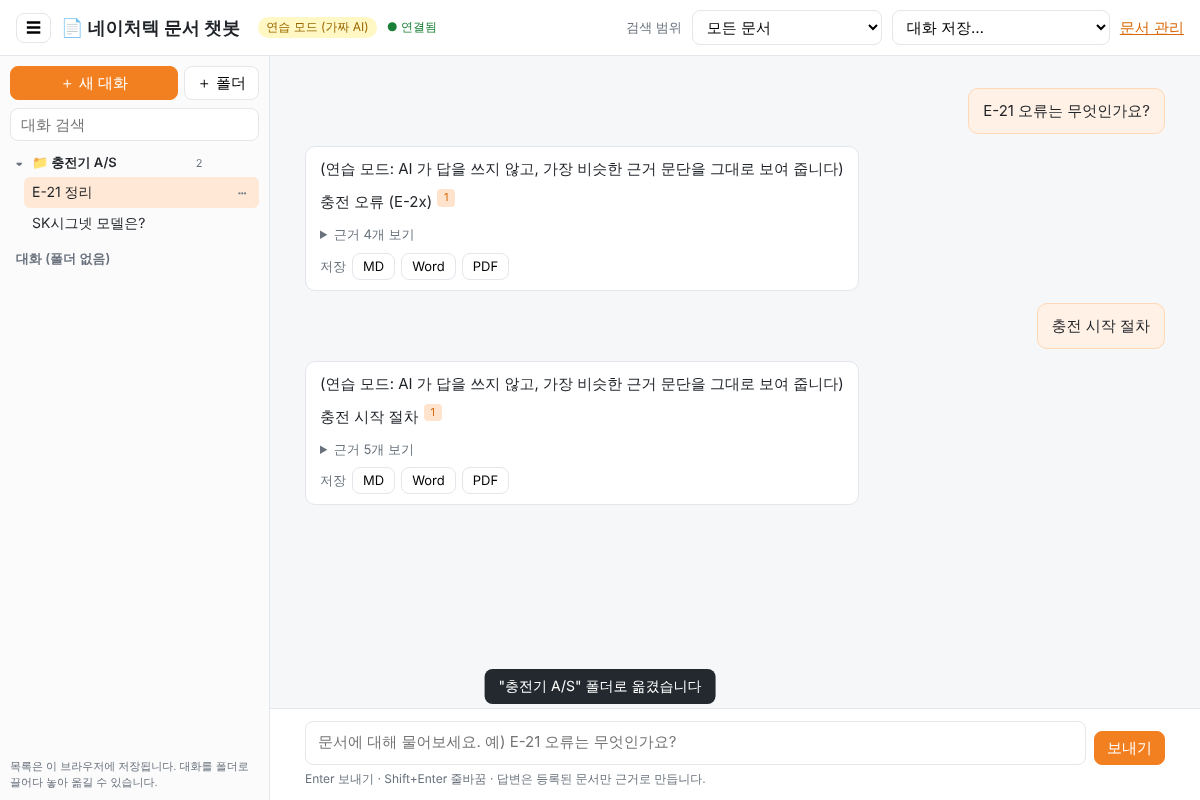 ☰ 📄 네이처텍 문서 챗봇 연습 모드 (가짜 AI) ● 연결됨 검색 범위 모든 문서 대화 저장... 문서 관리
+ 새 대화 + 폴더
대화 검색
📁 충전기 A/S 2
E-21 정리 ···
SK시그넷 모델은?
대화 (폴더 없음)
목록은 이 브라우저에 저장됩니다. 대화를 폴더로
끌어다 놓아 옮길 수 있습니다.
E-21 오류는 무엇인가요?
(연습 모드: AI 가 답을 쓰지 않고, 가장 비슷한 근거 문단을 그대로 보여 줍니다)
충전 오류 (E-2x) 1
▶ 근거 4개 보기
저장 MD Word PDF
충전 시작 절차
(연습 모드: AI 가 답을 쓰지 않고, 가장 비슷한 근거 문단을 그대로 보여 줍니다)
충전 시작 절차 1
▶ 근거 5개 보기
저장 MD Word PDF
"충전기 A/S" 폴더로 옮겼습니다
문서에 대해 물어보세요. 예) E-21 오류는 무엇인가요?
보내기
Enter 보내기 · Shift+Enter 줄바꿈 · 답변은 등록된 문서만 근거로 만듭니다.